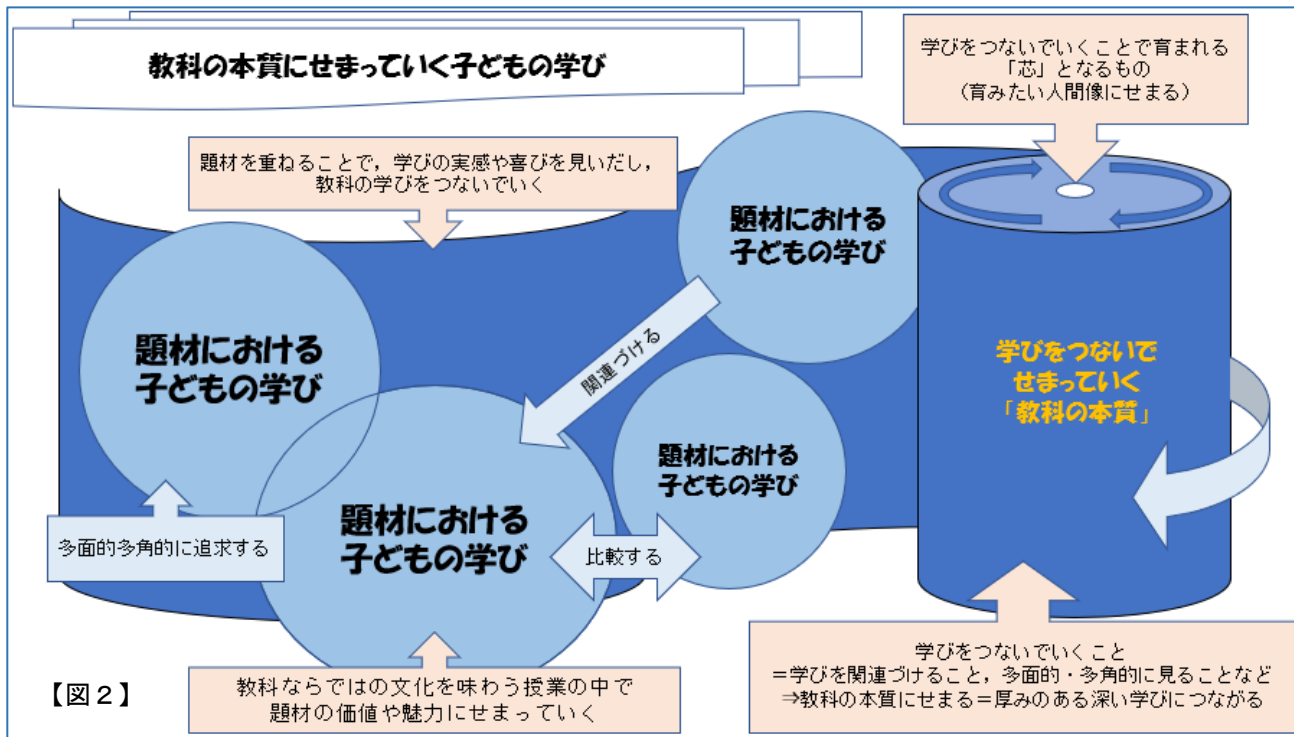 教科の本質にせまっていく子どもの学び
学びをつないでいくことで育まれる
「芯」となるもの
(育みたい人間像にせまる)
題材を重ねることで,学びの実感や喜びを見いだし,
教科の学びをつないでいく
題材における
子どもの学び
題材における
子どもの学び
関連づける
学びをつないで
せまっていく
「教科の本質」
題材における
子どもの学び
題材における
子どもの学び
多面的多角的に追求する
比較する
教科ならではの文化を味わう授業の中で
題材の価値や魅力にせまっていく
学びをつないでいくこと
=学びを関連づけること,多面的・多角的に見ることなど
⇒教科の本質にせまる=厚みのある深い学びにつながる
【図2】